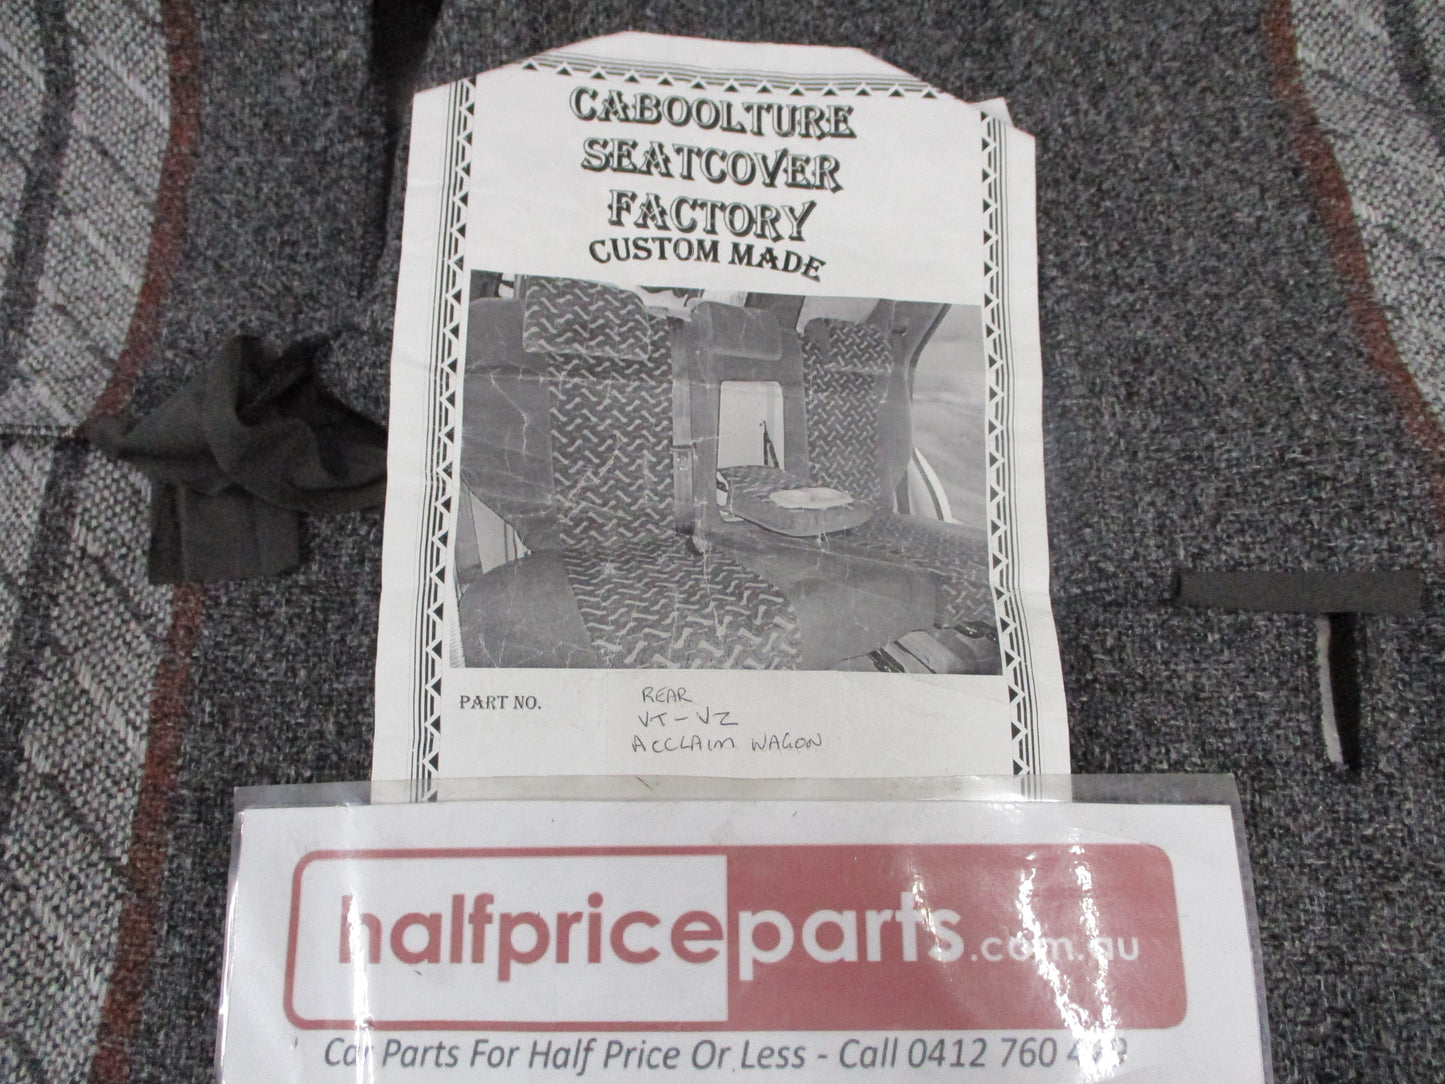 CABOOLTURE
SEATCOVER
FACTORY
CUSTOM MADE
PART NO.
REAR
VT-VZ
ACCLAIM WAGON
halfpriceparts.com.au
Car Parts For Half Price Or Less - Call 0412 760